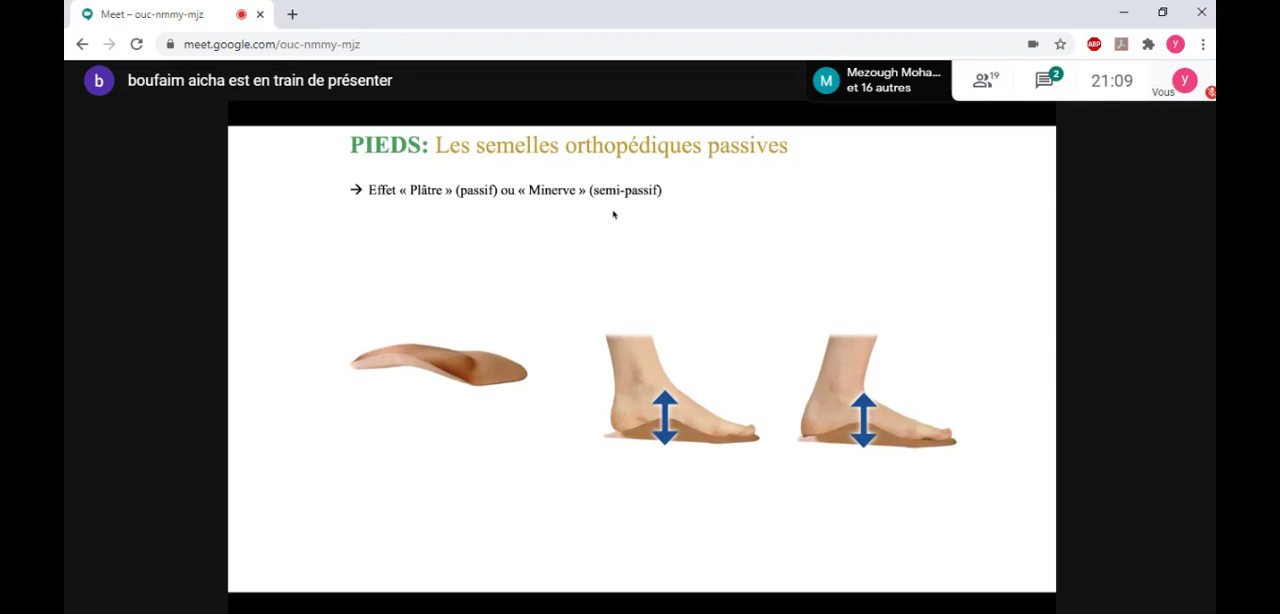 Meet – ouc-nmmy-mjz
meet.google.com/ouc-nmmy-mjz
ABP
y
b
boufaim aicha est en train de présenter
M
Mezough Moha...
et 16 autres
19
2
21:09
Vous
y
PIEDS: Les semelles orthopédiques passives
→ Effet « Plâtre » (passif) ou « Minerve » (semi-passif)